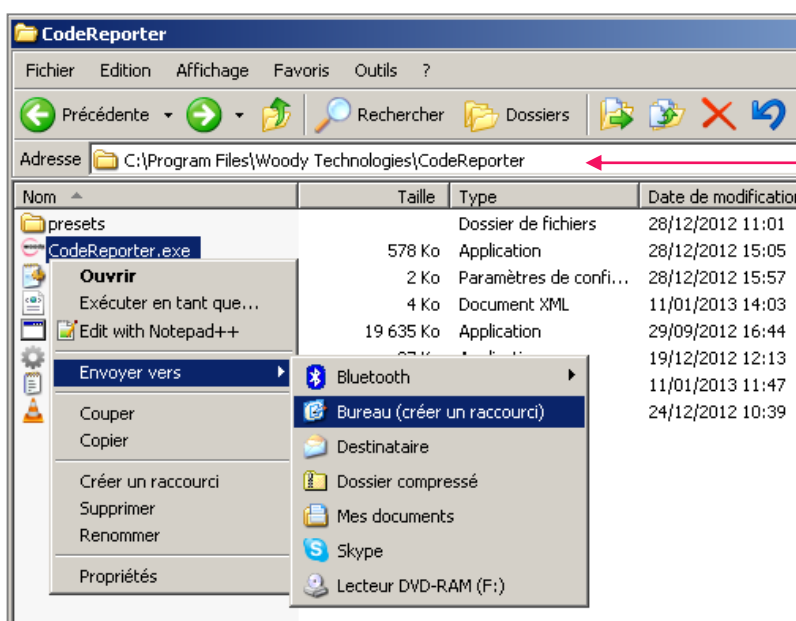 CodeReporter
Fichier Edition Affichage Favoris Outils ?
Précédente Rechercher Dossiers
Adresse C:\Program Files\Woody Technologies\CodeReporter
Nom Taille Type Date de modification
presets Dossier de fichiers 28/12/2012 11:01
CodeReporter.exe 578 Ko Application 28/12/2012 15:05
Ouvrir 2 Ko Paramètres de confi... 28/12/2012 15:57
Exécuter en tant que... 4 Ko Document XML 11/01/2013 14:03
Edit with Notepad++ 19 635 Ko Application 29/09/2012 16:44
19/12/2012 12:13
Envoyer vers Bluetooth 11/01/2013 11:47
Couper Bureau (créer un raccourci) 24/12/2012 10:39
Copier Destinataire
Créer un raccourci Dossier compressé
Supprimer Mes documents
Renommer Skype
Propriétés Lecteur DVD-RAM (F:)